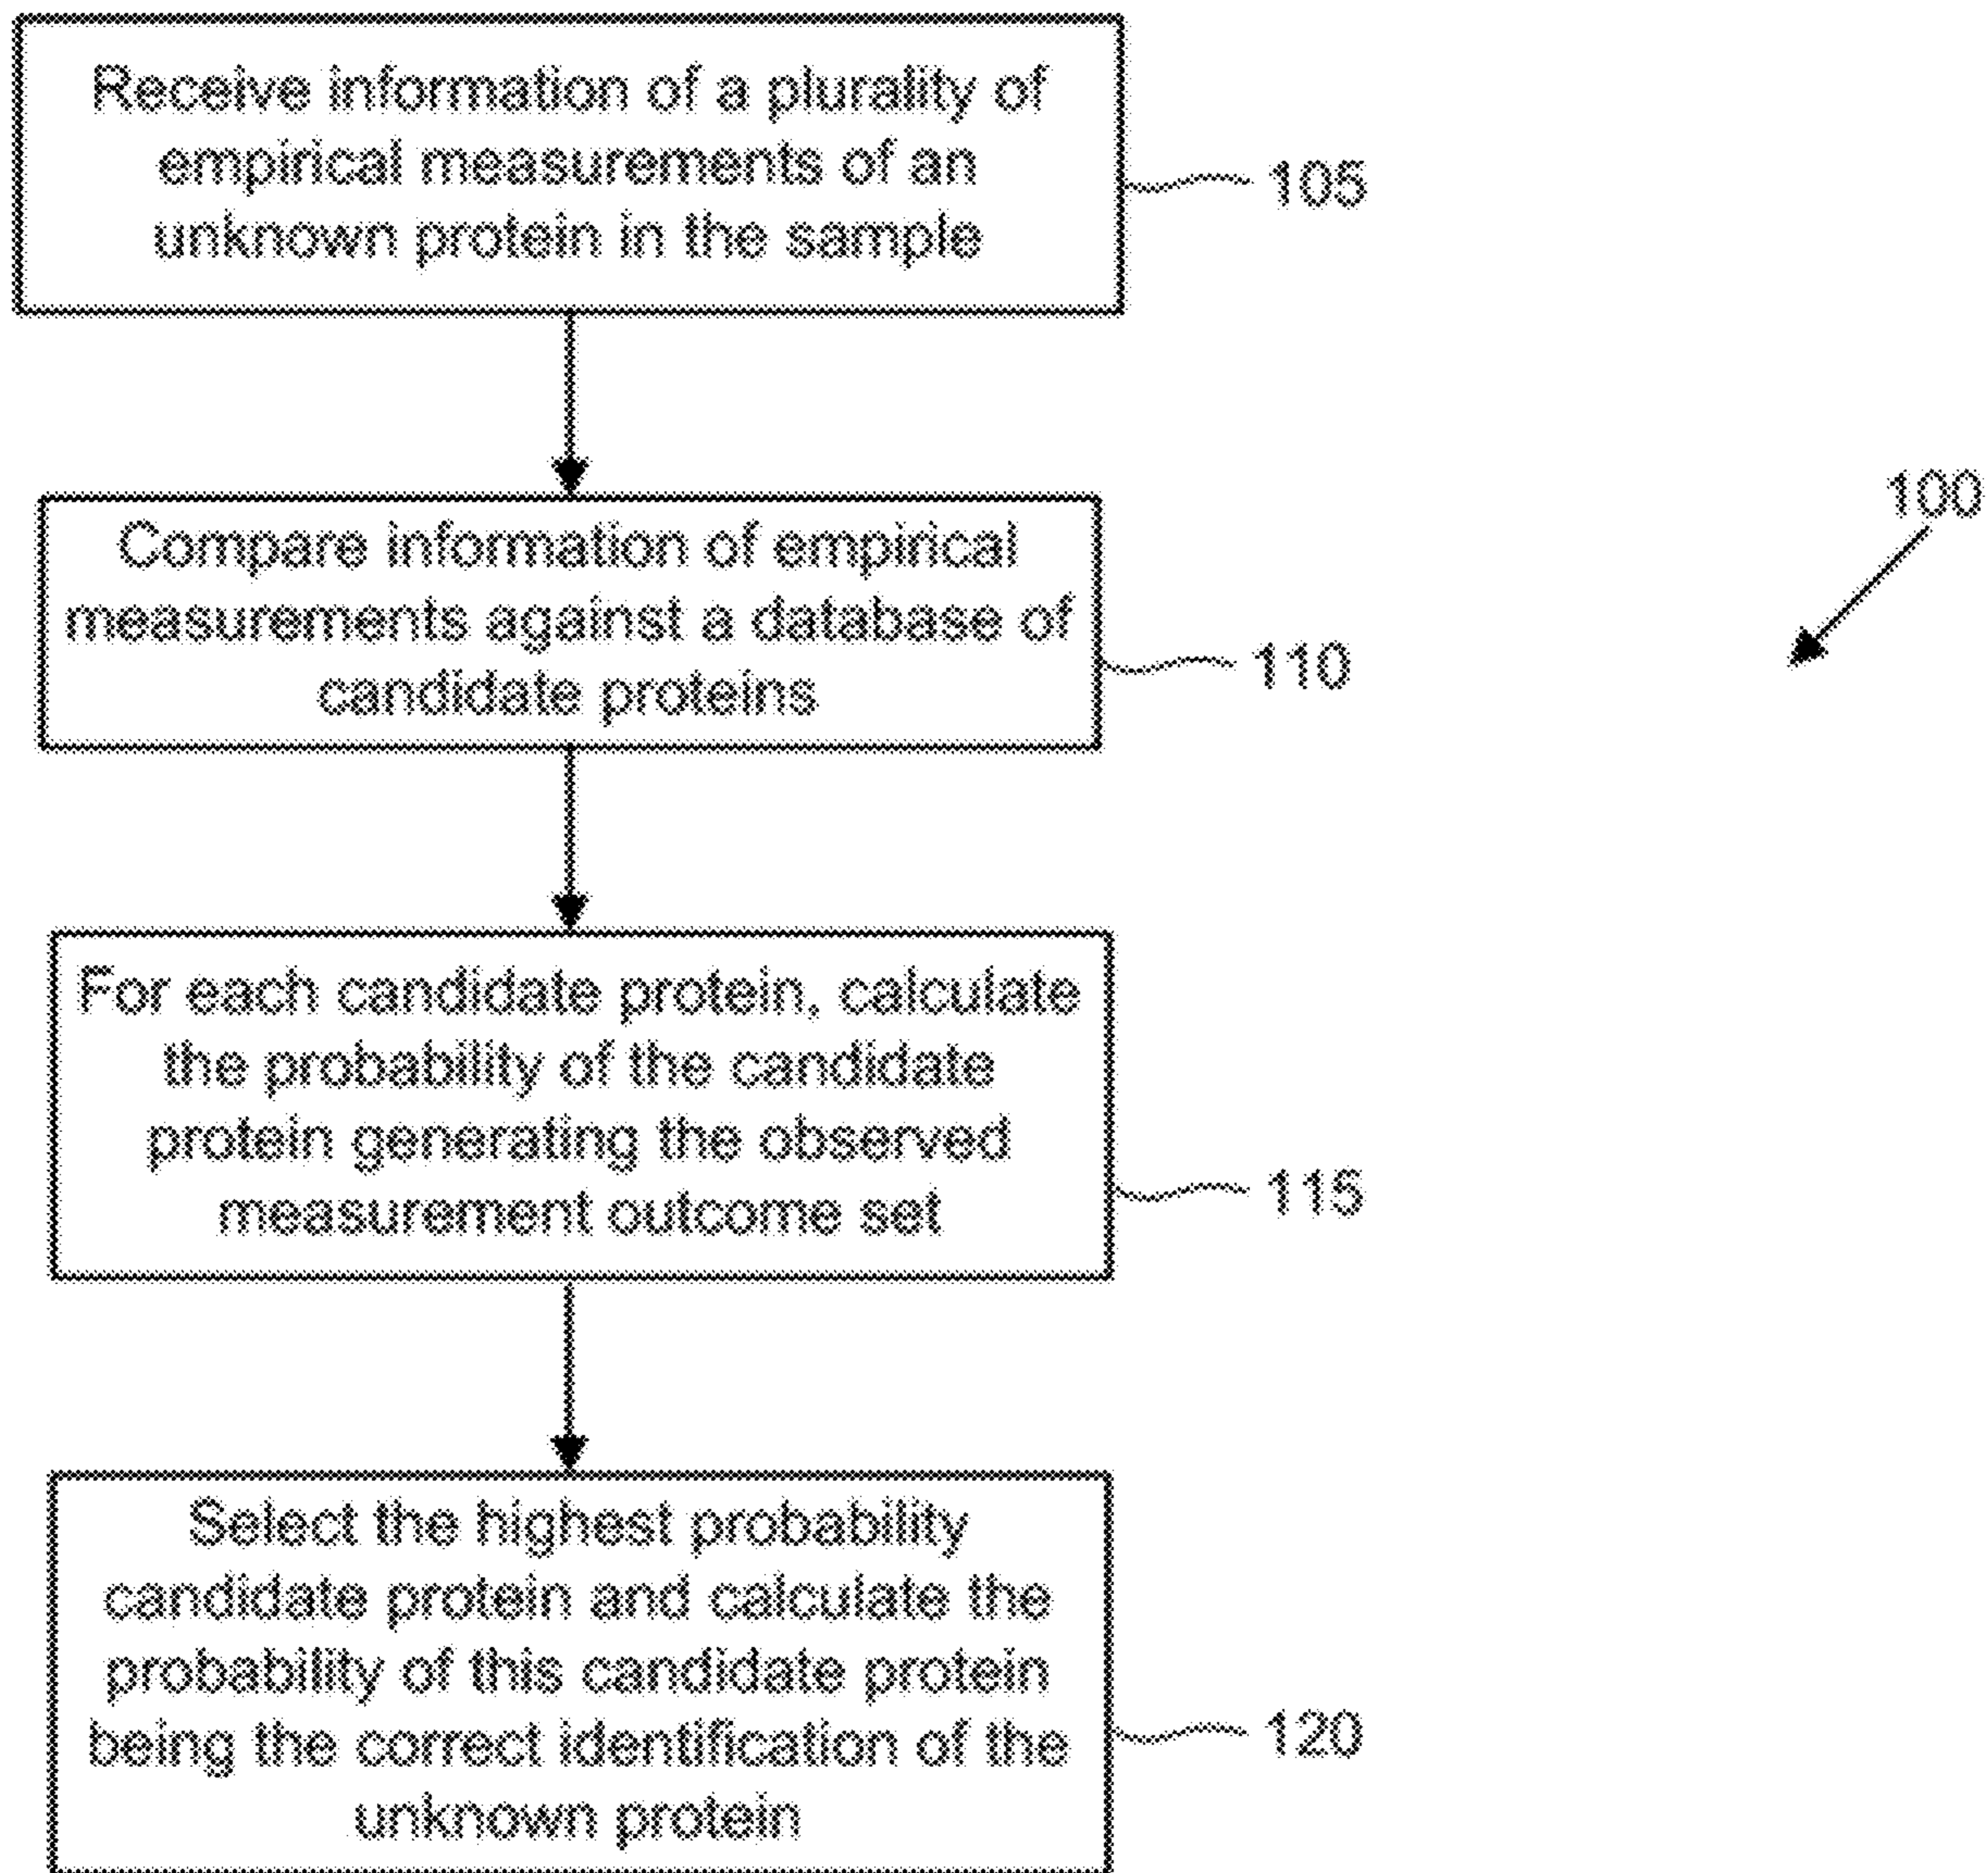 Receive information of a plurality of
empirical measurements of an
unknown protein in the sample
105
Compare information of empirical
measurements against a database of
candidate proteins
110
100
For each candidate protein, calculate
the probability of the candidate
protein generating the observed
measurement outcome set
115
Select the highest probability
candidate protein and calculate the
probability of this candidate protein
being the correct identification of the
unknown protein
120